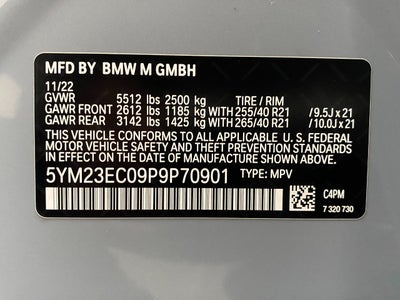 MFD BY BMW M GMBH
11/22
GVWR 5512 lbs 2500 kg TIRE / RIM
GAWR FRONT 2612 lbs 1185 kg WITH 255/40 R21 / 9.5J x 21
GAWR REAR 3142 lbs 1425 kg WITH 265/40 R21 / 10.0J x 21
THIS VEHICLE CONFORMS TO ALL APPLICABLE U. S. FEDERAL
MOTOR VEHICLE SAFETY AND THEFT PREVENTION STANDARDS
IN EFFECT ON THE DATE OF MANUFACTURE SHOWN ABOVE.
5YM23EC09P9P70901 TYPE: MPV
C4PM
7 320 730